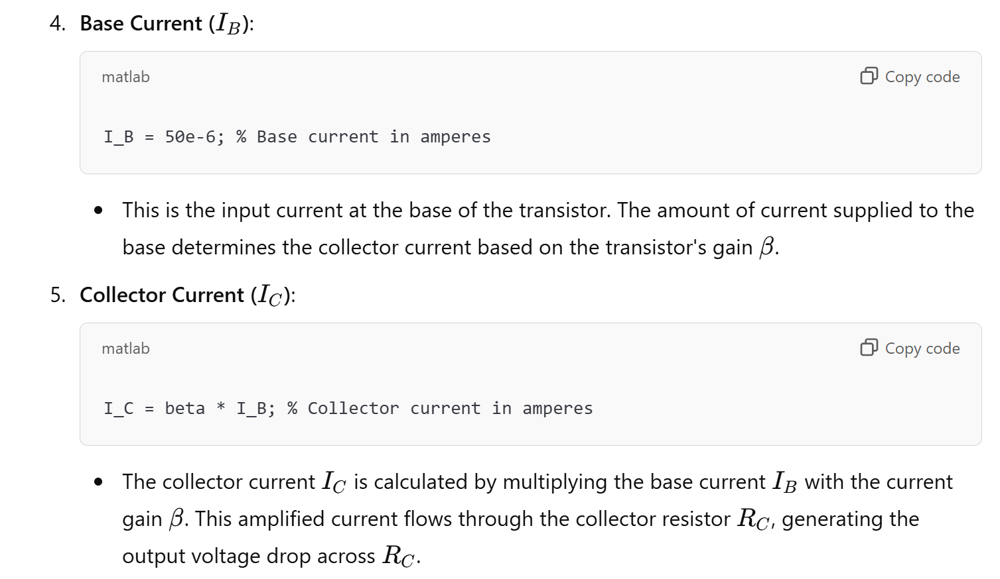 4. Base Current (I_B):
matlab
Copy code
I_B = 50e-6; % Base current in amperes
• This is the input current at the base of the transistor. The amount of current supplied to the
base determines the collector current based on the transistor's gain β.
5. Collector Current (I_C):
matlab
Copy code
I_C = beta * I_B; % Collector current in amperes
• The collector current I_C is calculated by multiplying the base current I_B with the current
gain β. This amplified current flows through the collector resistor R_C, generating the
output voltage drop across R_C.